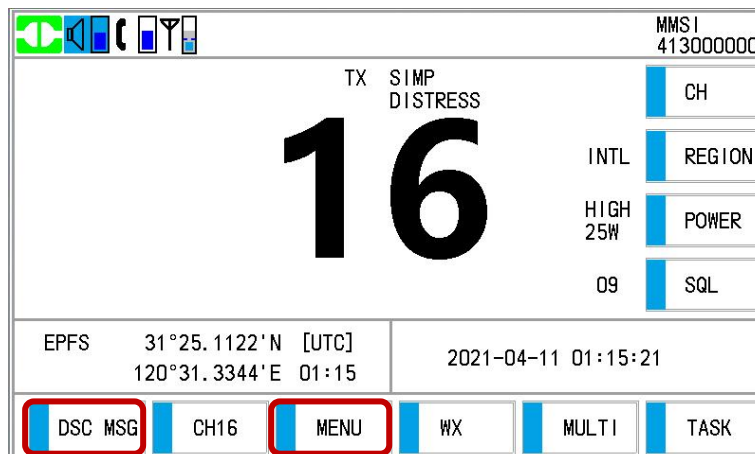 MMSI
413000000
TX SIMP
DISTRESS
CH
16
INTL REGION
HIGH
25W
POWER
09 SQL
EPFS 31°25.1122'N [UTC]
120°31.3344'E 01:15
2021-04-11 01:15:21
DSC MSG CH16 MENU WX MULTI TASK